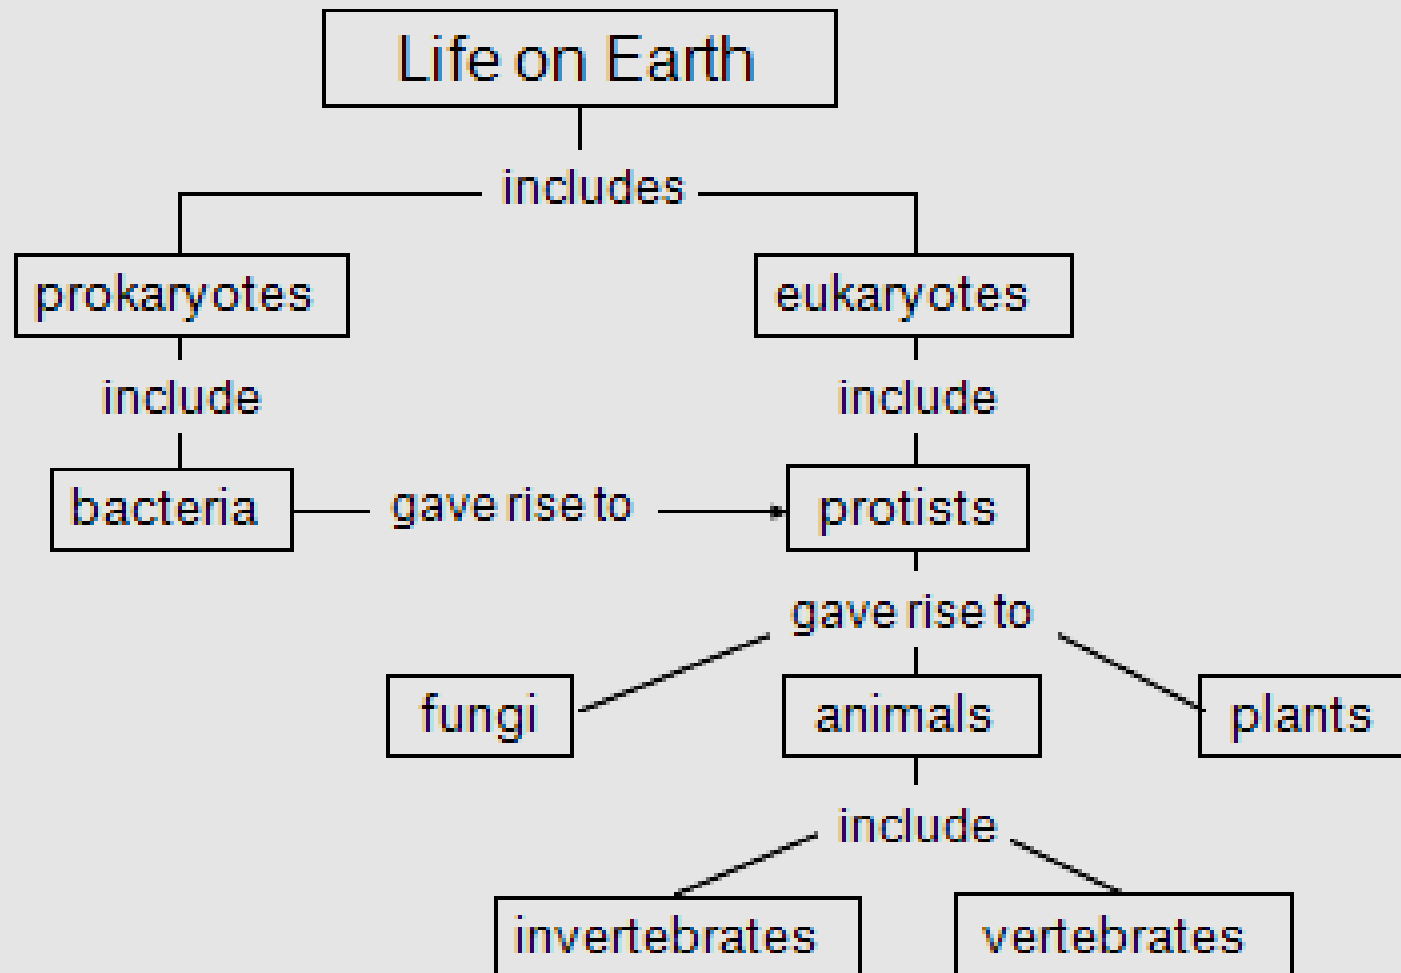 Life on Earth
includes
prokaryotes
eukaryotes
include
include
bacteria
gave rise to
protists
gave rise to
fungi
animals
plants
include
invertebrates
vertebrates